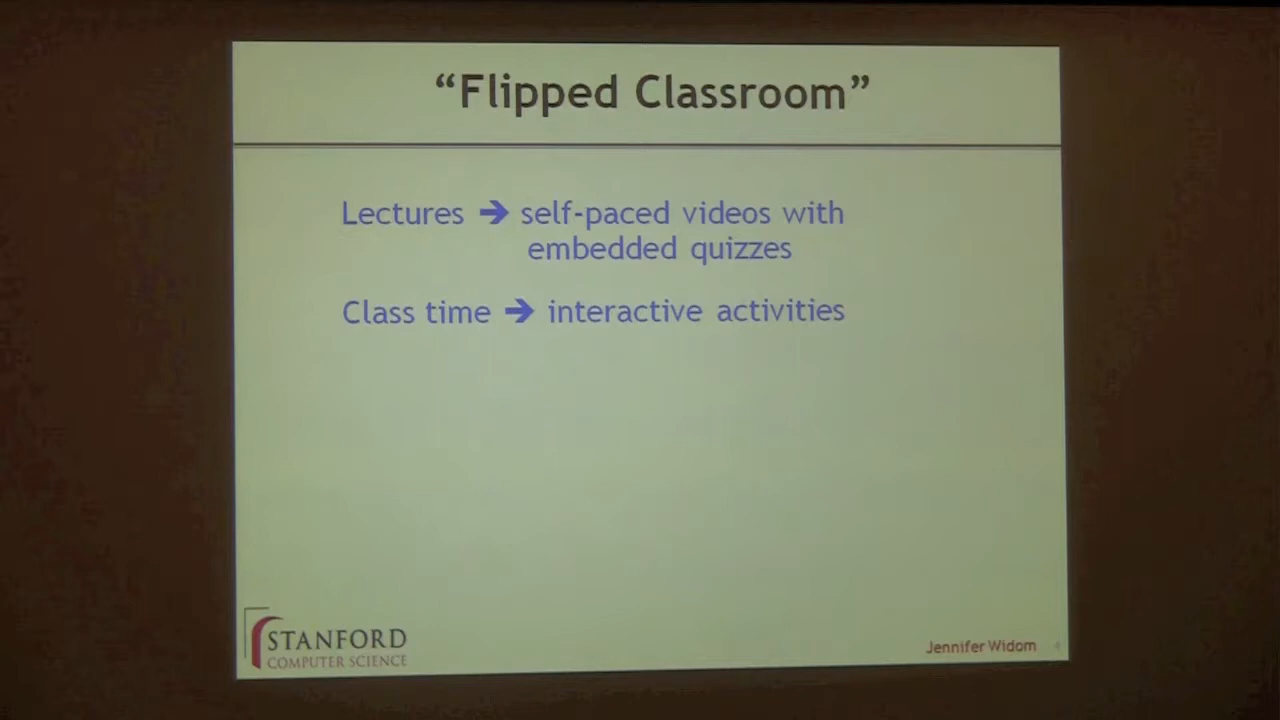 “Flipped Classroom”
Lectures ➔ self-paced videos with
embedded quizzes
Class time ➔ interactive activities
STANFORD
COMPUTER SCIENCE
Jennifer Widom